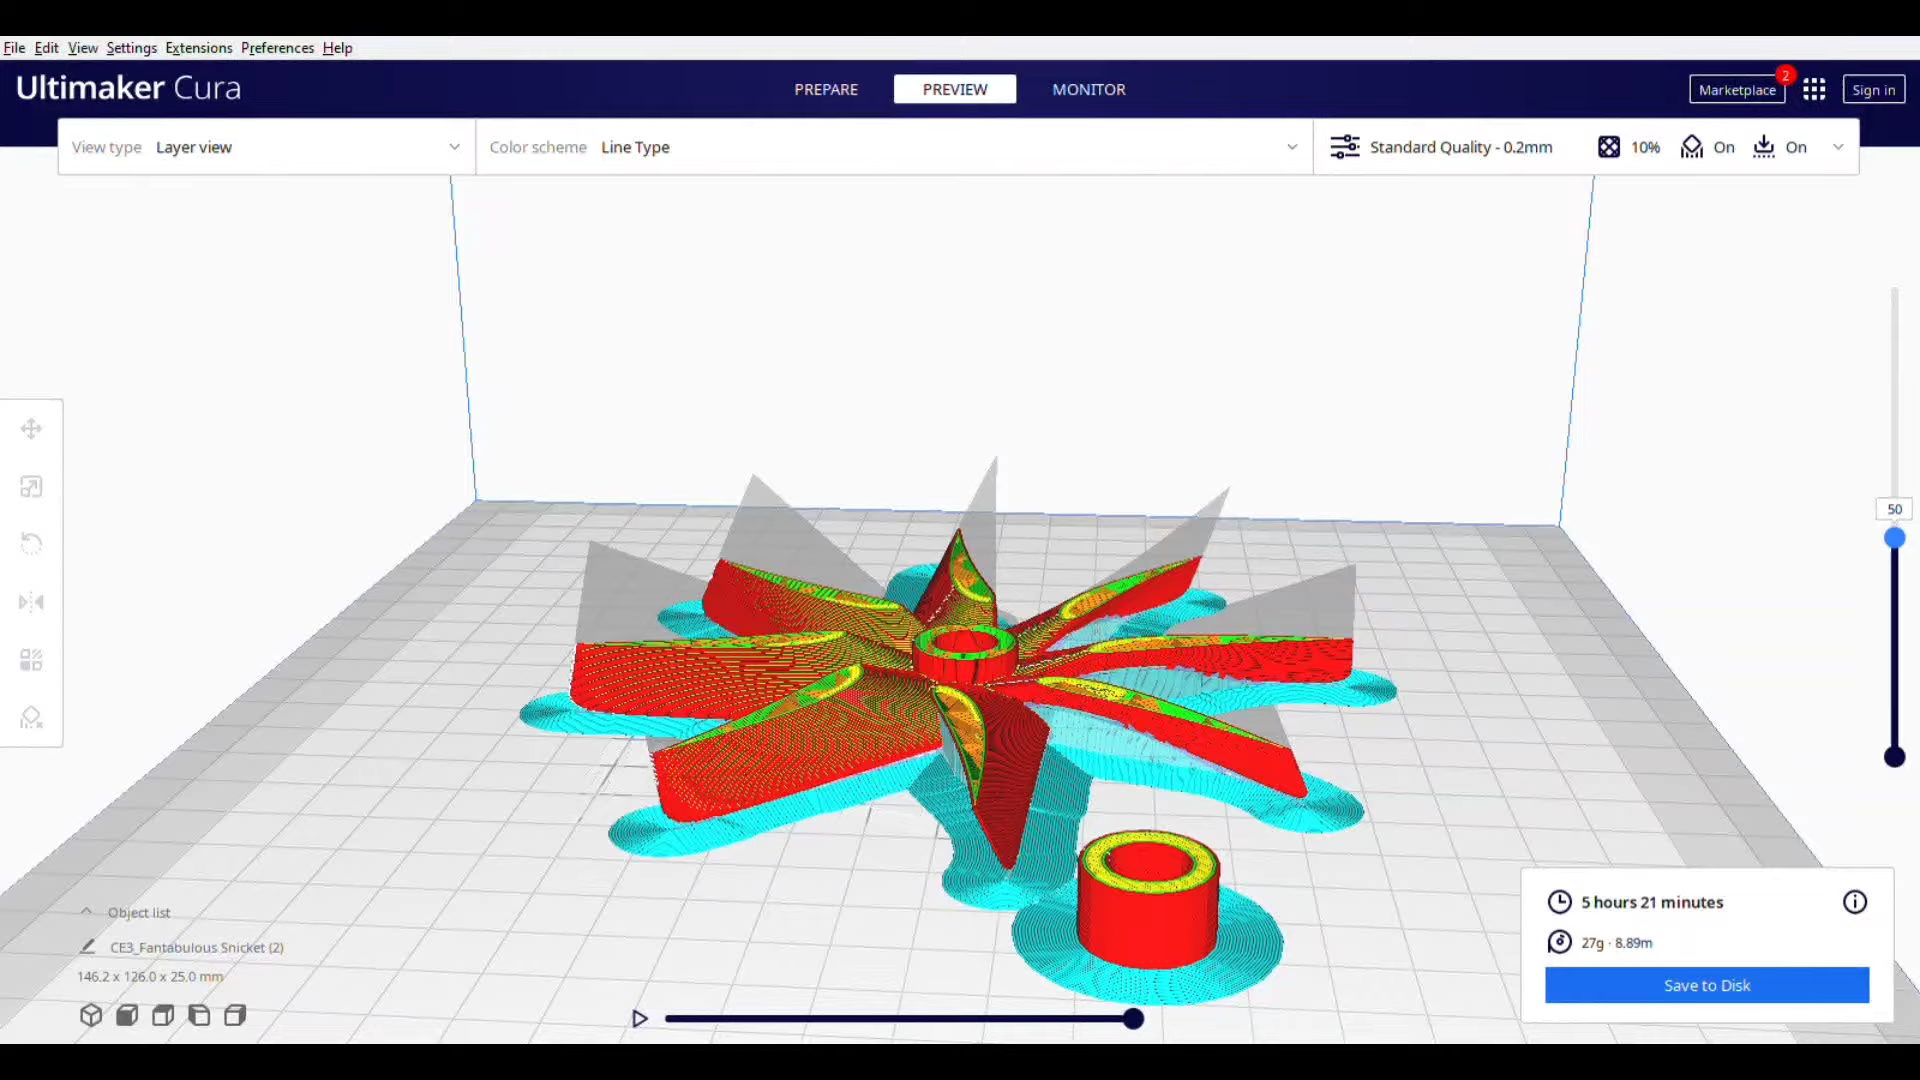 File Edit View Settings Extensions Preferences Help
Ultimaker Cura
PREPARE PREVIEW MONITOR
Marketplace 2 Sign in
View type Layer view Color scheme Line Type Standard Quality - 0.2mm 10% On On
50
Object list
CE3_Fantabulous Snicket (2)
146.2 x 126.0 x 25.0 mm
5 hours 21 minutes
27g · 8.89m
Save to Disk